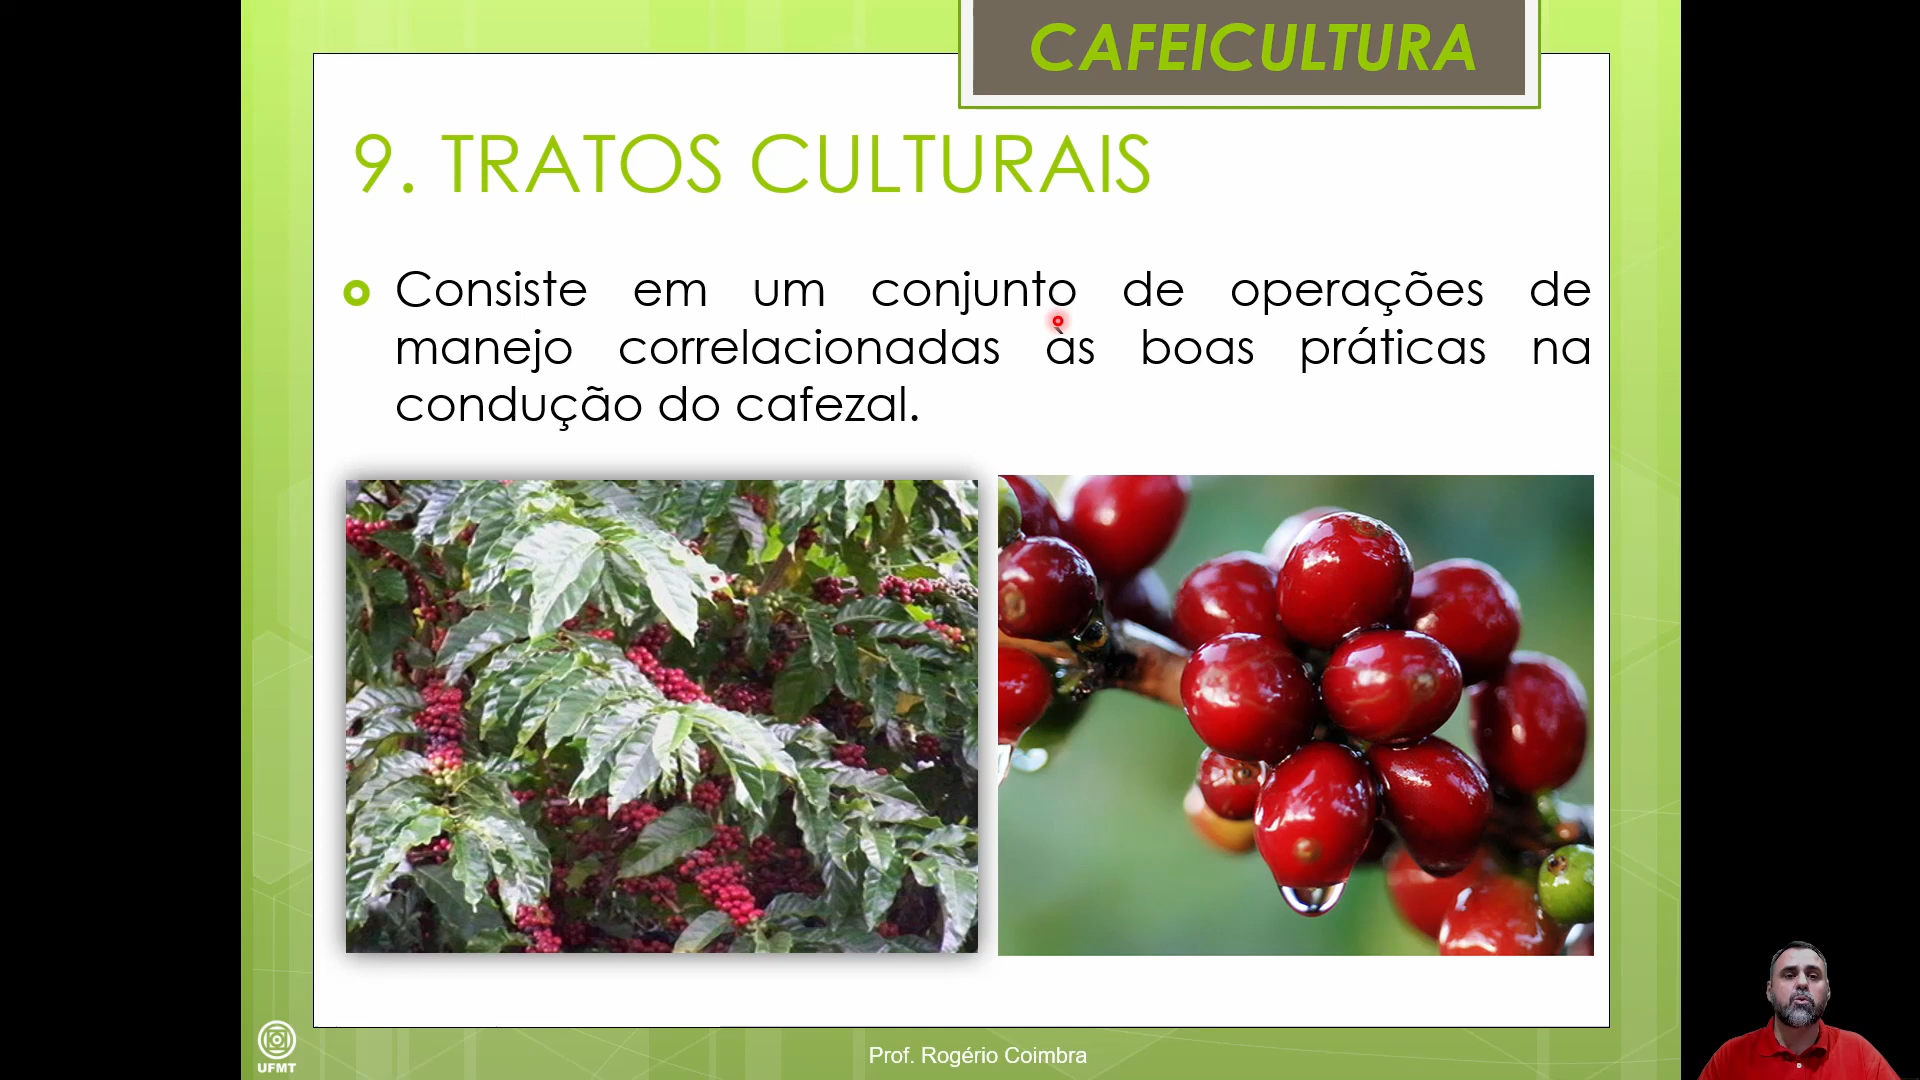 CAFEICULTURA
9. TRATOS CULTURAIS
Consiste em um conjunto de operações de
manejo correlacionadas às boas práticas na
condução do cafezal.
UFMT
Prof. Rogério Coimbra